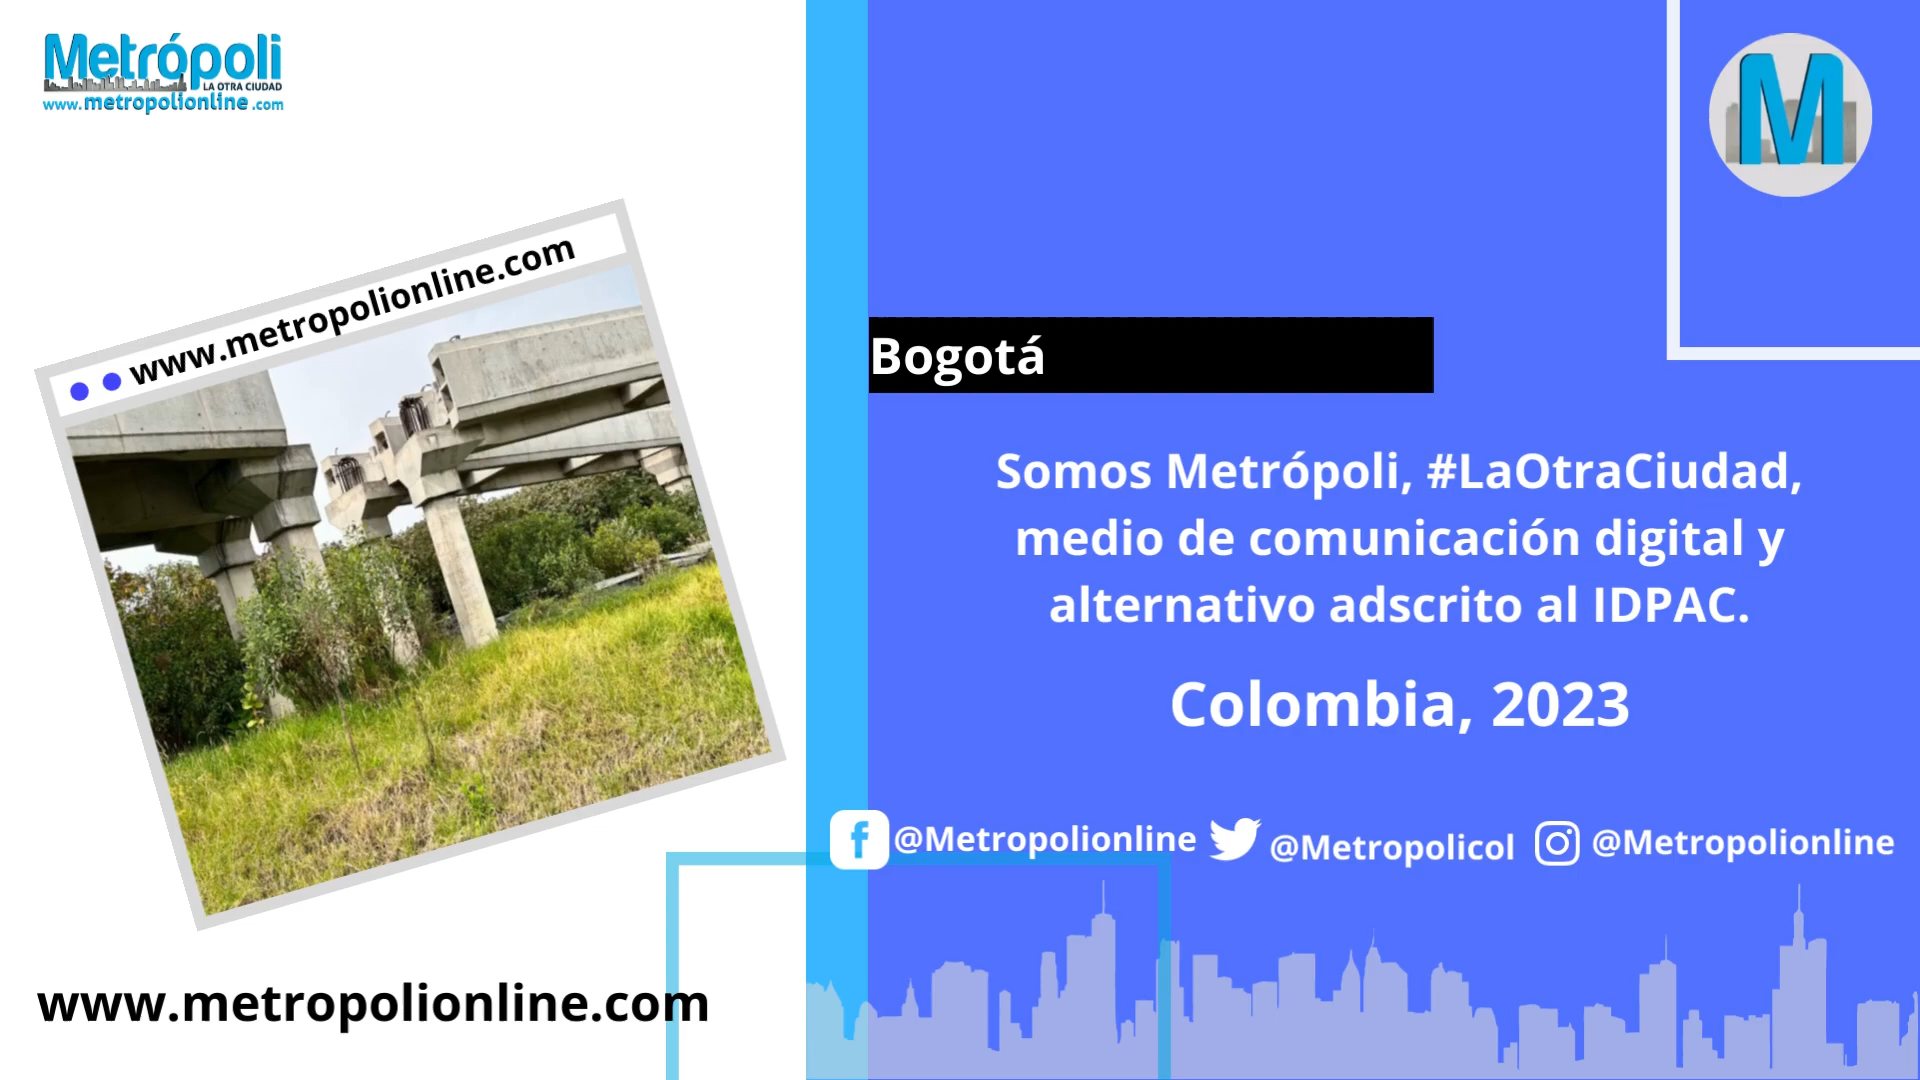 Metrópoli
LA OTRA CIUDAD
www.metropolionline.com
M
www.metropolionline.com
Bogotá
Somos Metrópoli, #LaOtraCiudad,
medio de comunicación digital y
alternativo adscrito al IDPAC.
Colombia, 2023
@Metropolionline @Metropolicol @Metropolionline
www.metropolionline.com